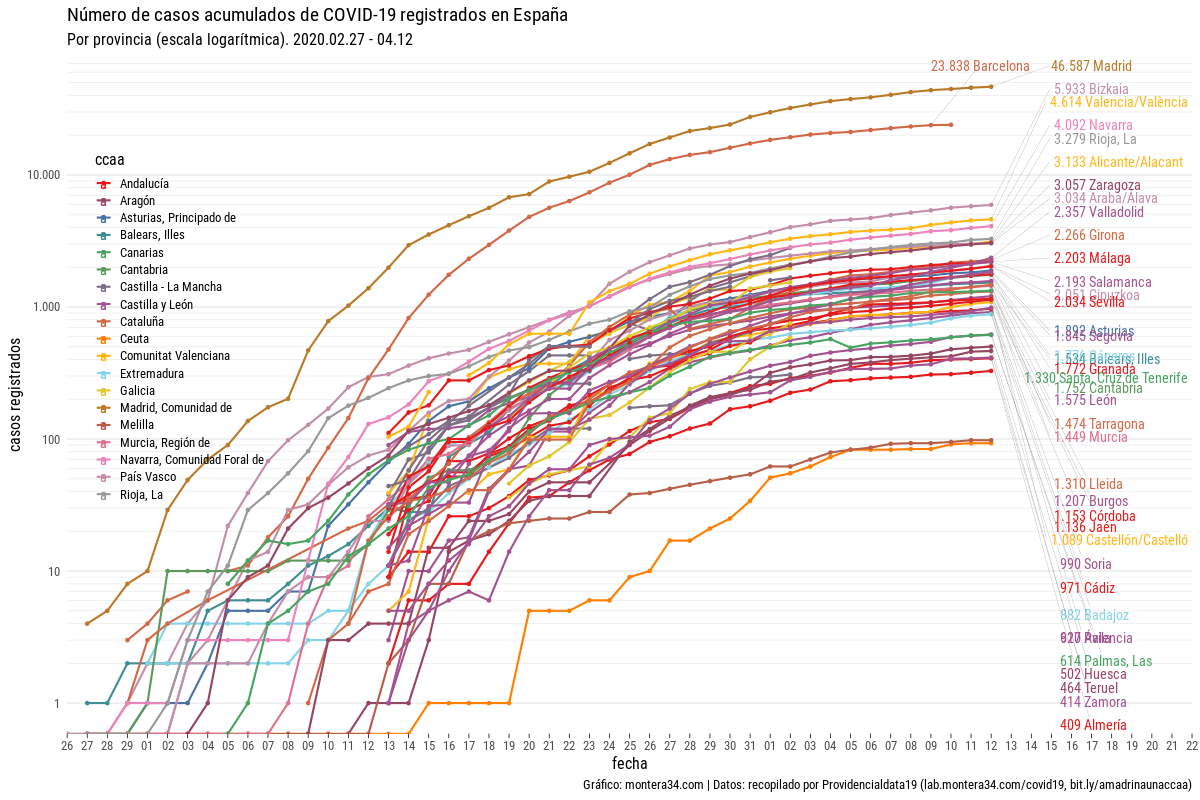 Número de casos acumulados de COVID-19 registrados en España
Por provincia (escala logarítmica). 2020.02.27 - 04.12
23.838 Barcelona
46.587 Madrid
5.933 Bizkaia
4.614 Valencia/València
4.092 Navarra
3.279 Rioja, La
3.133 Alicante/Alacant
3.057 Zaragoza
3.034 Araba/Álava
2.357 Valladolid
2.266 Girona
2.203 Málaga
2.193 Salamanca
2.051 Gipuzkoa
2.034 Sevilla
1.892 Asturias
1.845 Segovia
Balears, Illes
1.772 Granada
1.330 Santa Cruz de Tenerife
1.752 Cantabria
1.575 León
1.474 Tarragona
1.449 Murcia
1.310 Lleida
1.207 Burgos
1.153 Córdoba
1.136 Jaén
1.089 Castellón/Castelló
990 Soria
971 Cádiz
882 Badajoz
Palencia
614 Palmas, Las
502 Huesca
464 Teruel
414 Zamora
409 Almería
ccaa
Andalucía
Aragón
Asturias, Principado de
Balears, Illes
Canarias
Cantabria
Castilla - La Mancha
Castilla y León
Cataluña
Ceuta
Comunitat Valenciana
Extremadura
Galicia
Madrid, Comunidad de
Melilla
Murcia, Región de
Navarra, Comunidad Foral de
País Vasco
Rioja, La
casos registrados
10.000
1.000
100
10
1
26 27 28 29 01 02 03 04 05 06 07 08 09 10 11 12 13 14 15 16 17 18 19 20 21 22 23 24 25 26 27 28 29 30 31 01 02 03 04 05 06 07 08 09 10 11 12 13 14 15 16 17 18 19 20 21 22
fecha
Gráfico: montera34.com | Datos: recopilado por Providencialdata19 (lab.montera34.com/covid19, bit.ly/amadrinaunaccaa)